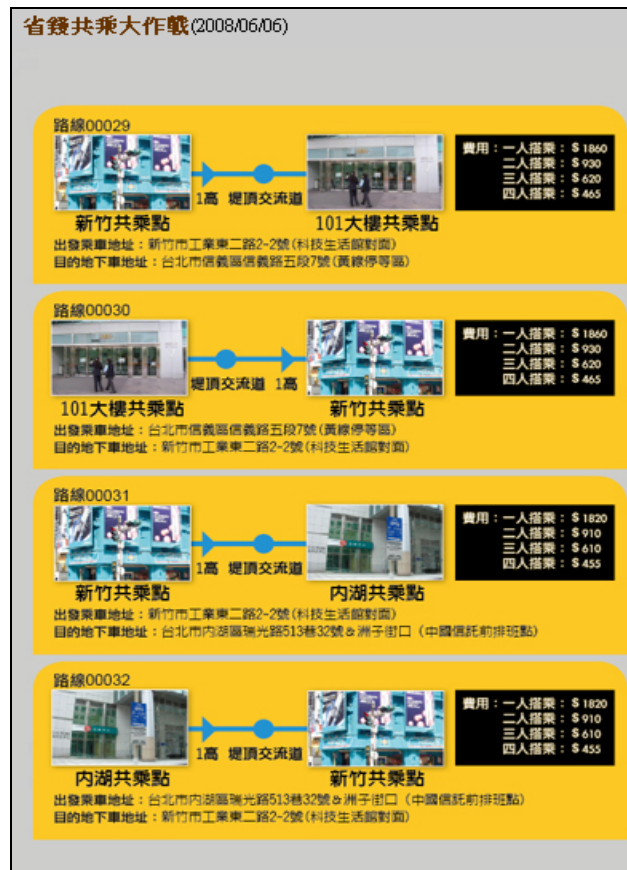 省錢共乘大作戰(2008/06/06)
路線00029
1高 堤頂交流道
新竹共乘點
101大樓共乘點
費用：一人搭乘：$1860
二人搭乘：$930
三人搭乘：$620
四人搭乘：$465
出發乘車地址：新竹市工業東二路2-2號(科技生活館對面)
目的地下車地址：台北市信義區信義路五段7號(黃線停等區)
路線00030
堤頂交流道 1高
101大樓共乘點
新竹共乘點
費用：一人搭乘：$1860
二人搭乘：$930
三人搭乘：$620
四人搭乘：$465
出發乘車地址：台北市信義區信義路五段7號(黃線停等區)
目的地下車地址：新竹市工業東二路2-2號(科技生活館對面)
路線00031
1高 堤頂交流道
新竹共乘點
內湖共乘點
費用：一人搭乘：$1820
二人搭乘：$910
三人搭乘：$610
四人搭乘：$455
出發乘車地址：新竹市工業東二路2-2號(科技生活館對面)
目的地下車地址：台北市內湖區瑞光路513巷32號&洲子街口（中國信託前排班點）
路線00032
1高 堤頂交流道
內湖共乘點
新竹共乘點
費用：一人搭乘：$1820
二人搭乘：$910
三人搭乘：$610
四人搭乘：$455
出發乘車地址：台北市內湖區瑞光路513巷32號&洲子街口（中國信託前排班點）
目的地下車地址：新竹市工業東二路2-2號(科技生活館對面)